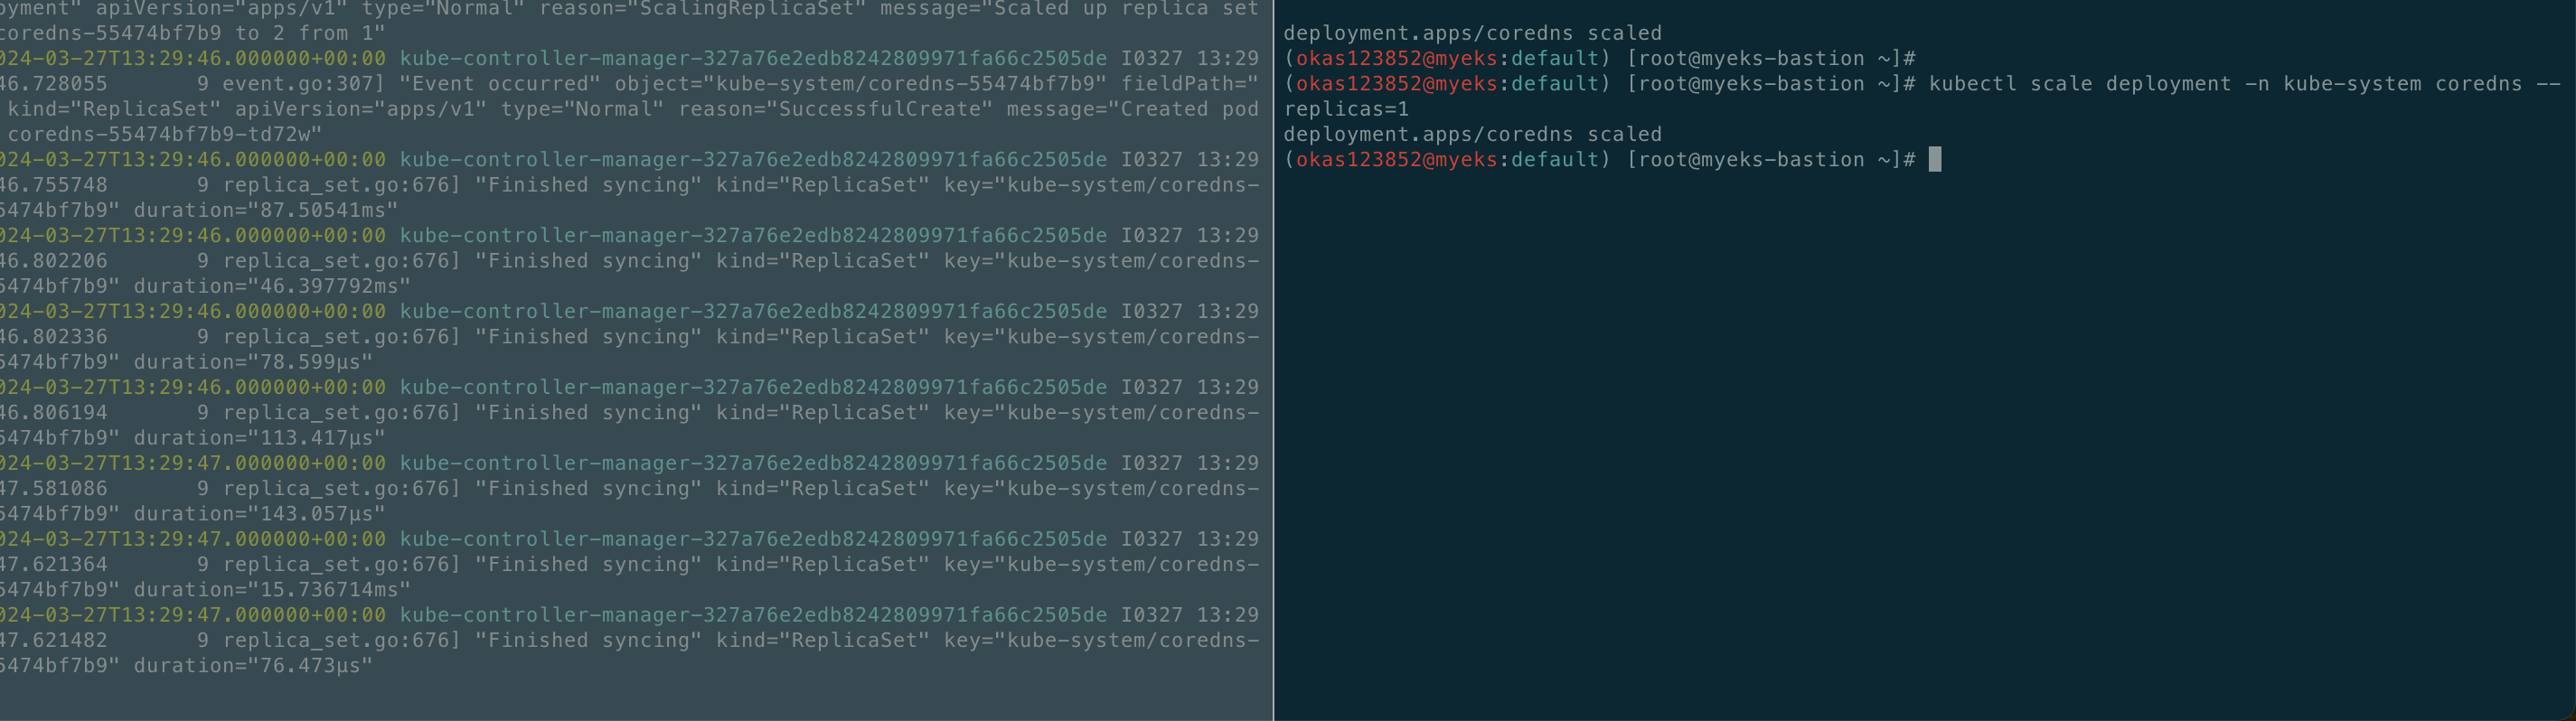 oyment" apiVersion="apps/v1" type="Normal" reason="ScalingReplicaSet" message="Scaled up replica set
coredns-55474bf7b9 to 2 from 1"
024-03-27T13:29:46.000000+00:00 kube-controller-manager-327a76e2edb8242809971fa66c2505de I0327 13:29
46.728055       9 event.go:307] "Event occurred" object="kube-system/coredns-55474bf7b9" fieldPath="
 kind="ReplicaSet" apiVersion="apps/v1" type="Normal" reason="SuccessfulCreate" message="Created pod
 coredns-55474bf7b9-td72w"
024-03-27T13:29:46.000000+00:00 kube-controller-manager-327a76e2edb8242809971fa66c2505de I0327 13:29
46.755748       9 replica_set.go:676] "Finished syncing" kind="ReplicaSet" key="kube-system/coredns-
5474bf7b9" duration="87.50541ms"
024-03-27T13:29:46.000000+00:00 kube-controller-manager-327a76e2edb8242809971fa66c2505de I0327 13:29
46.802206       9 replica_set.go:676] "Finished syncing" kind="ReplicaSet" key="kube-system/coredns-
5474bf7b9" duration="46.397792ms"
024-03-27T13:29:46.000000+00:00 kube-controller-manager-327a76e2edb8242809971fa66c2505de I0327 13:29
46.802336       9 replica_set.go:676] "Finished syncing" kind="ReplicaSet" key="kube-system/coredns-
5474bf7b9" duration="78.599µs"
024-03-27T13:29:46.000000+00:00 kube-controller-manager-327a76e2edb8242809971fa66c2505de I0327 13:29
46.806194       9 replica_set.go:676] "Finished syncing" kind="ReplicaSet" key="kube-system/coredns-
5474bf7b9" duration="113.417µs"
024-03-27T13:29:47.000000+00:00 kube-controller-manager-327a76e2edb8242809971fa66c2505de I0327 13:29
47.581086       9 replica_set.go:676] "Finished syncing" kind="ReplicaSet" key="kube-system/coredns-
5474bf7b9" duration="143.057µs"
024-03-27T13:29:47.000000+00:00 kube-controller-manager-327a76e2edb8242809971fa66c2505de I0327 13:29
47.621364       9 replica_set.go:676] "Finished syncing" kind="ReplicaSet" key="kube-system/coredns-
5474bf7b9" duration="15.736714ms"
024-03-27T13:29:47.000000+00:00 kube-controller-manager-327a76e2edb8242809971fa66c2505de I0327 13:29
47.621482       9 replica_set.go:676] "Finished syncing" kind="ReplicaSet" key="kube-system/coredns-
5474bf7b9" duration="76.473µs"
deployment.apps/coredns scaled
(okas123852@myeks:default) [root@myeks-bastion ~]#
(okas123852@myeks:default) [root@myeks-bastion ~]# kubectl scale deployment -n kube-system coredns --
replicas=1
deployment.apps/coredns scaled
(okas123852@myeks:default) [root@myeks-bastion ~]#